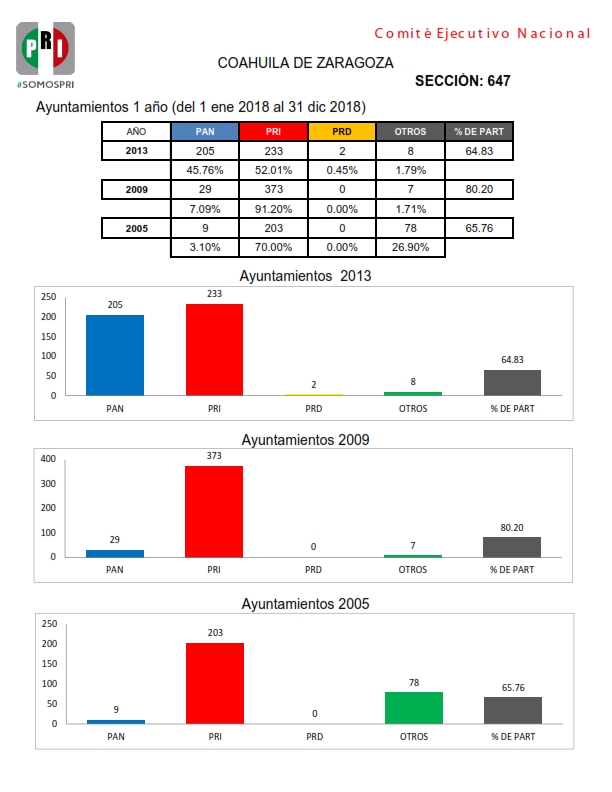 Comité Ejecutivo Nacional
PRI
#SOMOSPRI
COAHUILA DE ZARAGOZA
SECCIÓN: 647
Ayuntamientos 1 año (del 1 ene 2018 al 31 dic 2018)
AÑO PAN PRI PRD OTROS % DE PART
2013 205 233 2 8 64.83
45.76% 52.01% 0.45% 1.79%
2009 29 373 0 7 80.20
7.09% 91.20% 0.00% 1.71%
2005 9 203 0 78 65.76
3.10% 70.00% 0.00% 26.90%
Ayuntamientos 2013
250
200
150
100
50
0
205 233 2 8 64.83
PAN PRI PRD OTROS % DE PART
Ayuntamientos 2009
400
300
200
100
0
29 373 0 7 80.20
PAN PRI PRD OTROS % DE PART
Ayuntamientos 2005
250
200
150
100
50
0
9 203 0 78 65.76
PAN PRI PRD OTROS % DE PART